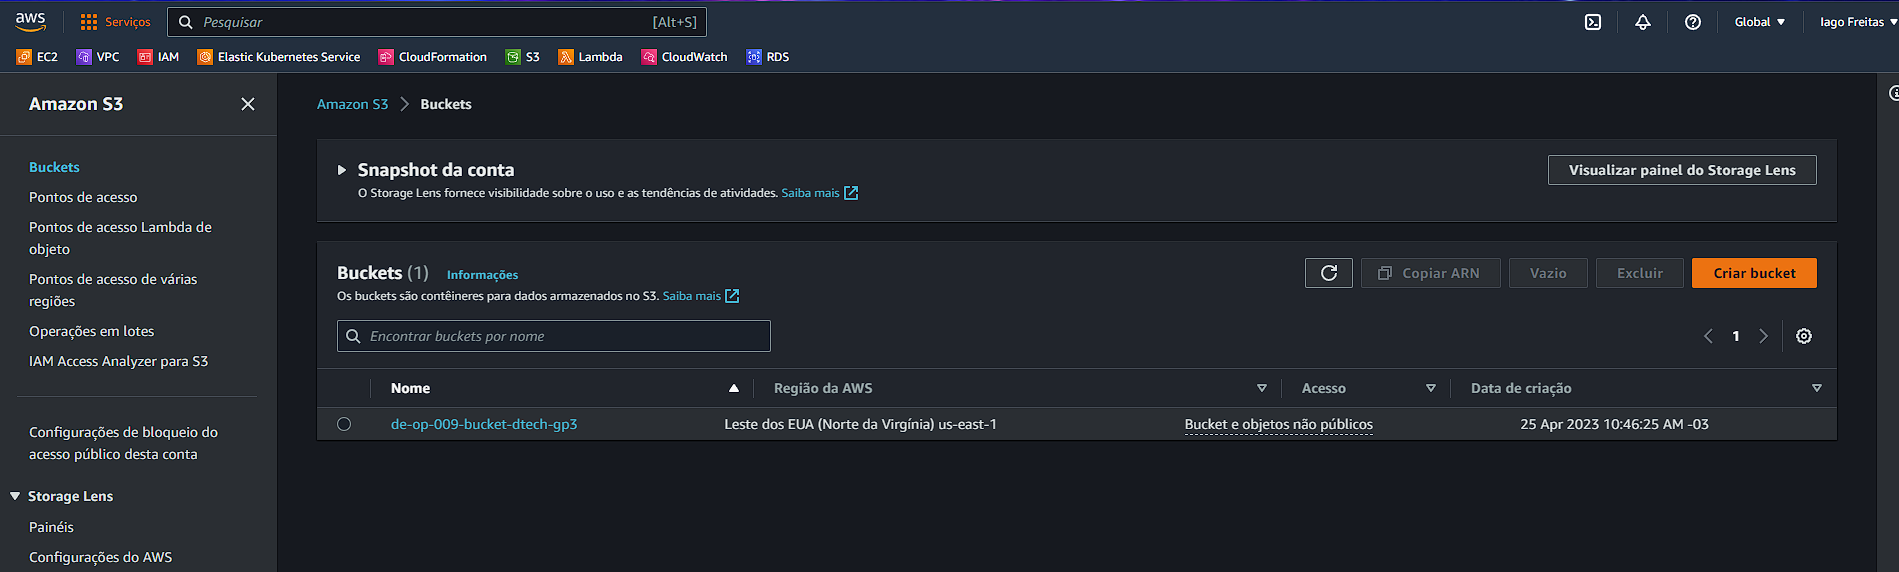 aws
Serviços
Pesquisar [Alt+S]
Global
Iago Freitas
EC2 VPC IAM Elastic Kubernetes Service CloudFormation S3 Lambda CloudWatch RDS
Amazon S3
Buckets
Pontos de acesso
Pontos de acesso Lambda de
objeto
Pontos de acesso de várias
regiões
Operações em lotes
IAM Access Analyzer para S3
Configurações de bloqueio do
acesso público desta conta
Storage Lens
Painéis
Configurações do AWS
Amazon S3 Buckets
Snapshot da conta
O Storage Lens fornece visibilidade sobre o uso e as tendências de atividades. Saiba mais
Visualizar painel do Storage Lens
Buckets (1) Informações
Os buckets são contêineres para dados armazenados no S3. Saiba mais
Copiar ARN Vazio Excluir Criar bucket
Encontrar buckets por nome
1
Nome Região da AWS Acesso Data de criação
de-op-009-bucket-dtech-gp3 Leste dos EUA (Norte da Virgínia) us-east-1 Bucket e objetos não públicos 25 Apr 2023 10:46:25 AM -03